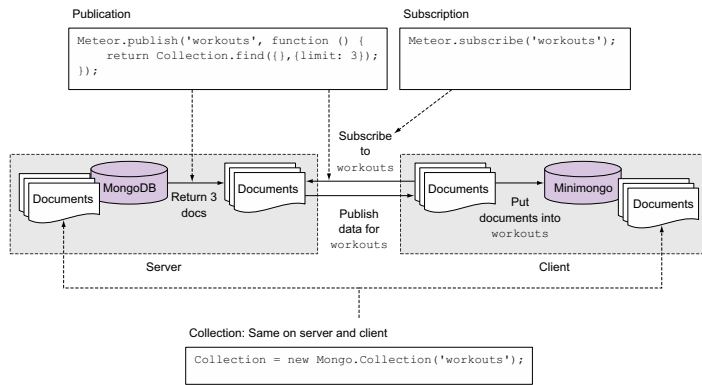 Publication
Meteor.publish('workouts', function () {
    return Collection.find({},{limit: 3});
});
Subscription
Meteor.subscribe('workouts');
Subscribe
to
workouts
Documents
MongoDB
Return 3
docs
Documents
Publish
data for
workouts
Documents
Put
documents into
workouts
Minimongo
Documents
Server
Client
Collection: Same on server and client
Collection = new Mongo.Collection('workouts');